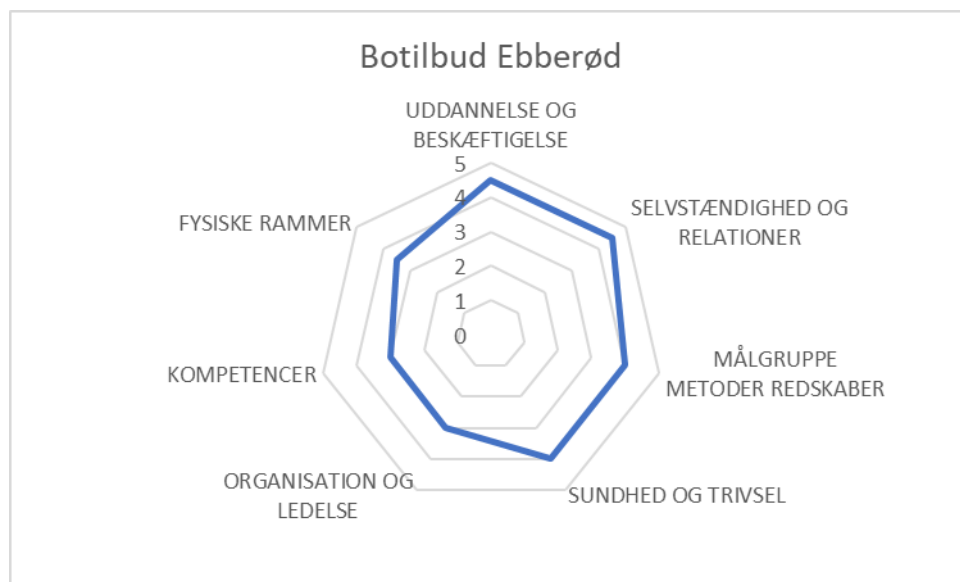 Botilbud Ebberød
UDDANNELSE OG
BESKÆFTIGELSE
5
4
3
2
1
0
SELVSTÆNDIGHED OG
RELATIONER
MÅLGRUPPE
METODER REDSKABER
SUNDHED OG TRIVSEL
ORGANISATION OG
LEDELSE
KOMPETENCER
FYSISKE RAMMER